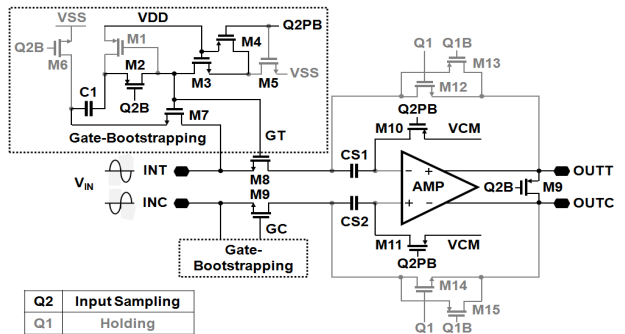 VSS
VDD
Q2PB
Q2B
M6
M1
M2
M4
C1
Q2B
M3
M5
VSS
M7
Gate-Bootstrapping
GT
Q1
Q1B
M13
M12
Q2PB
M10
VCM
VIN
INT
M8
CS1
AMP
Q2B
M9
OUTT
INC
M9
CS2
OUTC
GC
M11
VCM
Q2PB
Gate-
Bootstrapping
M14
M15
Q1
Q1B
Q2 Input Sampling
Q1 Holding